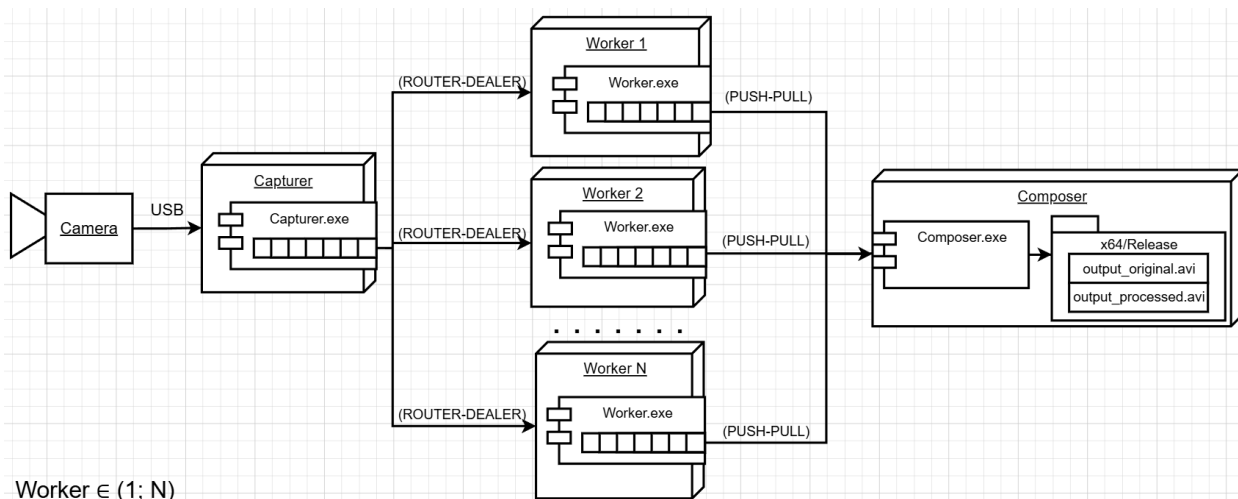 Camera
USB
Capturer
Capturer.exe
(ROUTER-DEALER)
(ROUTER-DEALER)
(ROUTER-DEALER)
Worker 1
Worker.exe
(PUSH-PULL)
Worker 2
Worker.exe
(PUSH-PULL)
. . . . . . .
Worker N
Worker.exe
(PUSH-PULL)
Composer
Composer.exe
x64/Release
output_original.avi
output_processed.avi
Worker ∈ (1; N)